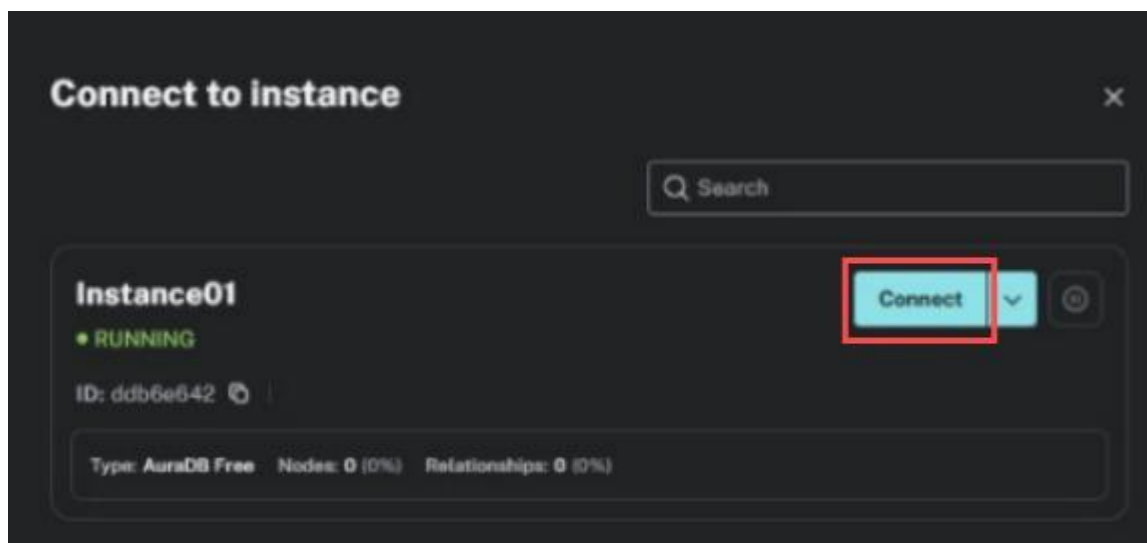 Connect to instance
Search
Instance01
Connect
RUNNING
ID: ddb6e642
Type: AuraDB Free Nodes: 0 (0%) Relationships: 0 (0%)